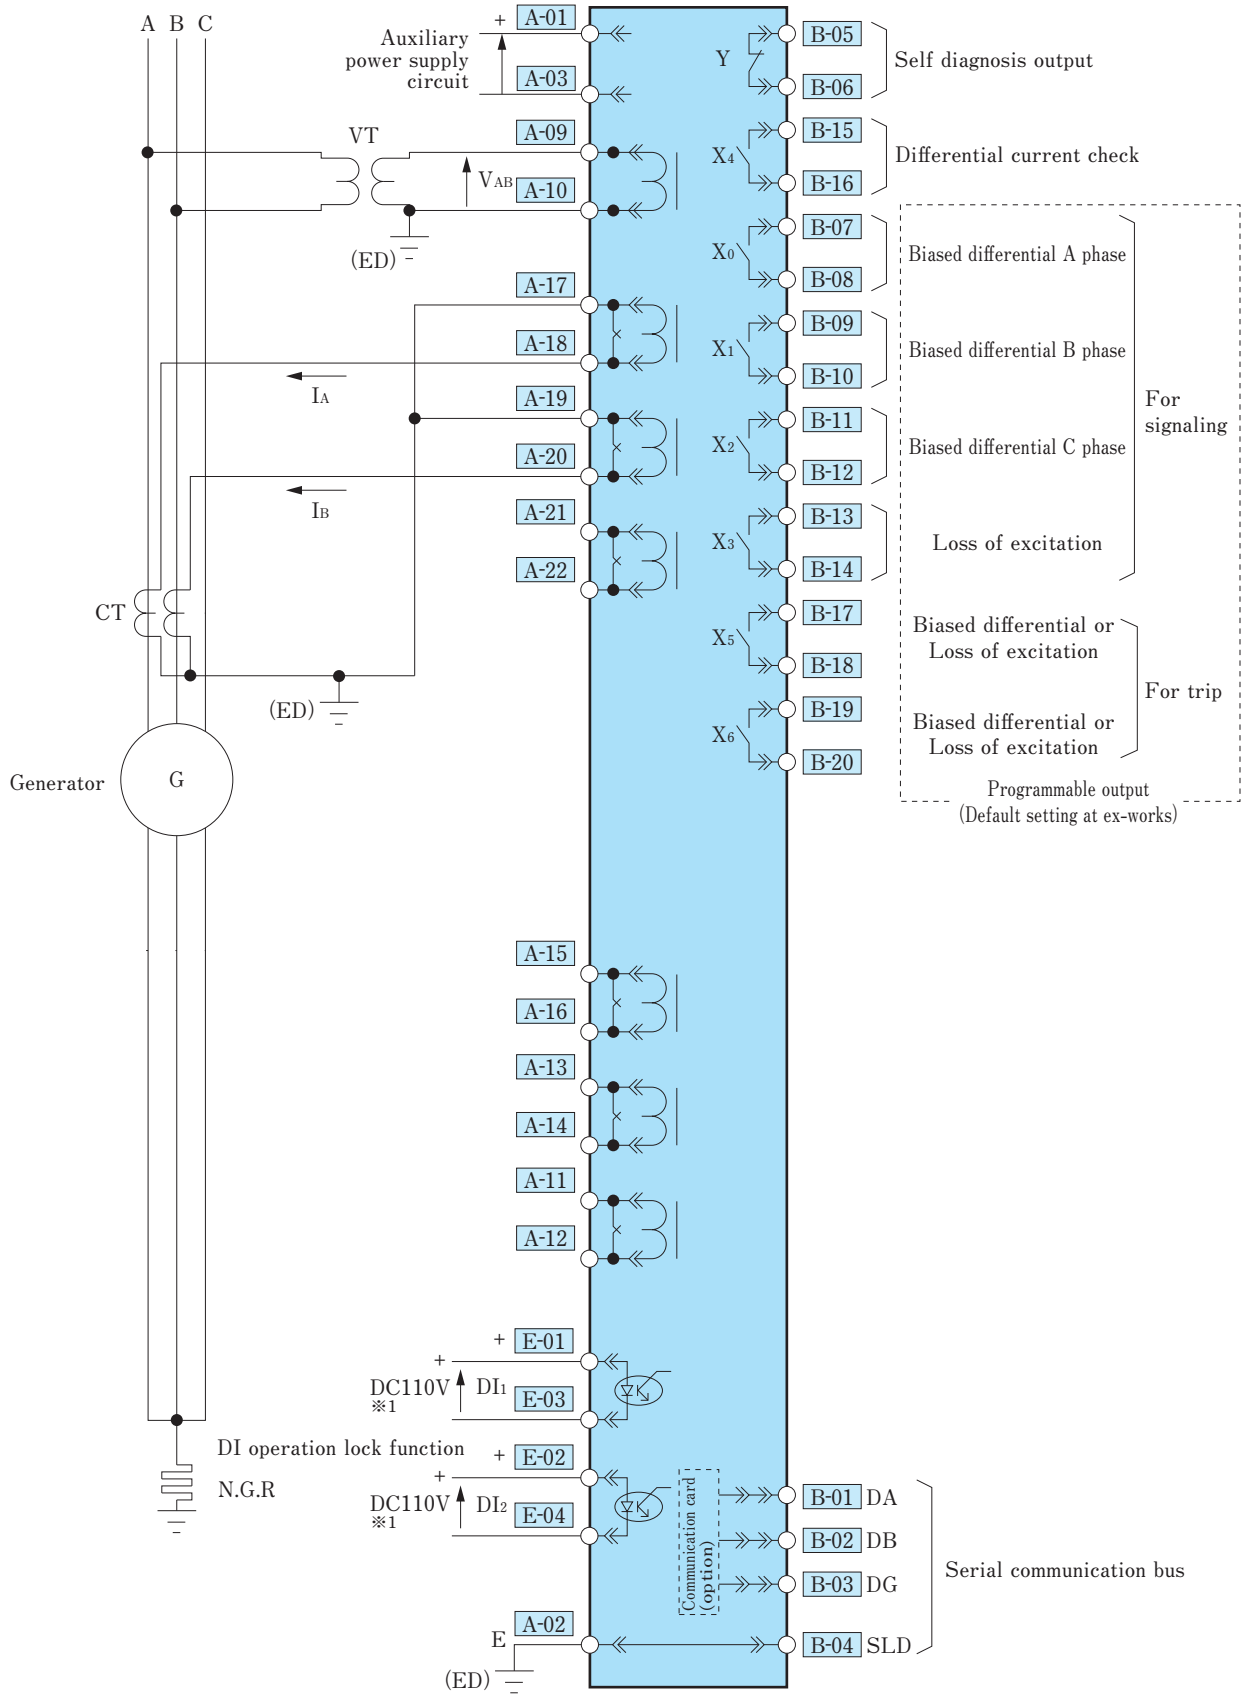 A B C
+ A-01
Auxiliary
power supply
circuit
A-03
VT
A-09
VAB
A-10
(ED)
A-17
A-18
IA
A-19
A-20
IB
A-21
A-22
CT
(ED)
Generator
G
A-15
A-16
A-13
A-14
A-11
A-12
+ E-01
+
DC110V
※1
DI1
E-03
DI operation lock function
N.G.R
+ E-02
+
DC110V
※1
DI2
E-04
A-02
E
(ED)
Y
B-05
B-06
Self diagnosis output
X4
B-15
B-16
Differential current check
X0
B-07
B-08
Biased differential A phase
X1
B-09
B-10
Biased differential B phase
X2
B-11
B-12
Biased differential C phase
X3
B-13
B-14
Loss of excitation
For
signaling
X5
B-17
B-18
Biased differential or
Loss of excitation
X6
B-19
B-20
Biased differential or
Loss of excitation
For trip
Programmable output
(Default setting at ex-works)
Communication card
(option)
B-01 DA
B-02 DB
B-03 DG
B-04 SLD
Serial communication bus